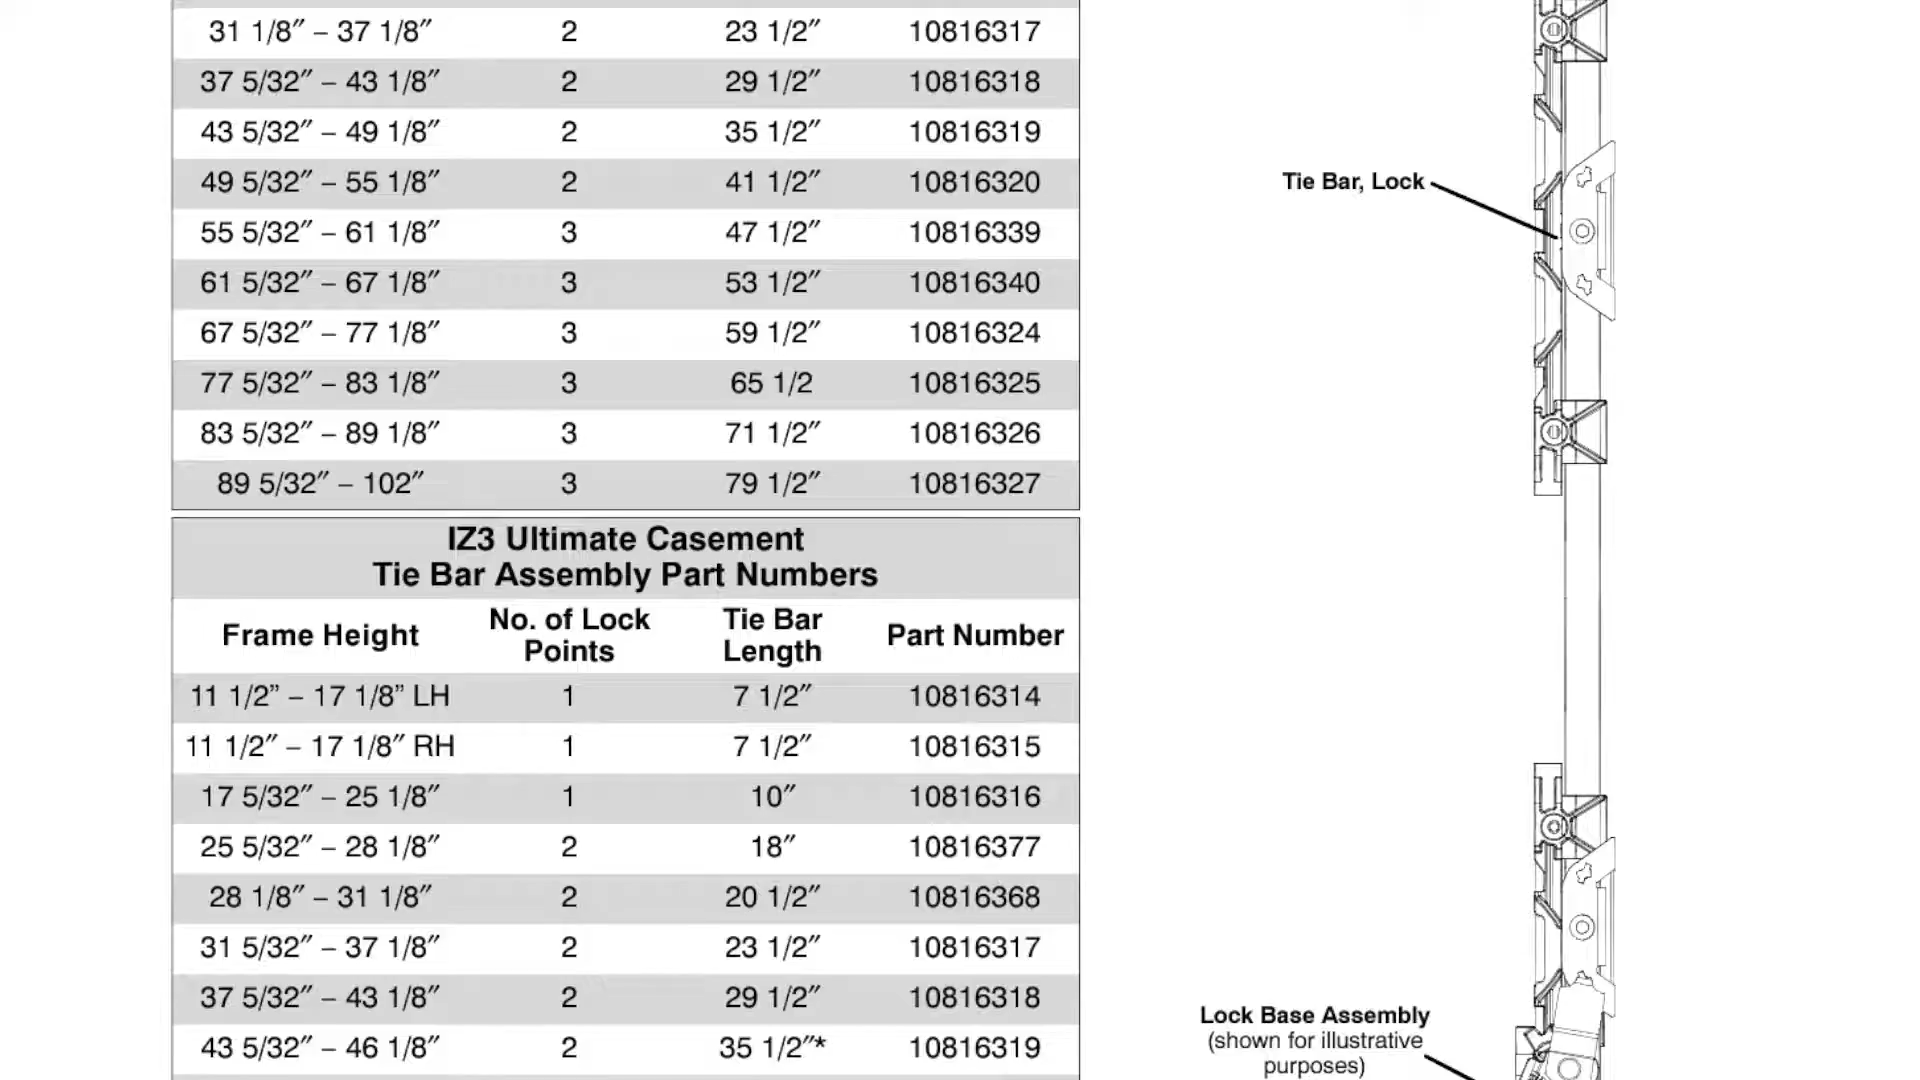 31 1/8″ – 37 1/8″ 2 23 1/2″ 10816317
37 5/32″ – 43 1/8″ 2 29 1/2″ 10816318
43 5/32″ – 49 1/8″ 2 35 1/2″ 10816319
49 5/32″ – 55 1/8″ 2 41 1/2″ 10816320
55 5/32″ – 61 1/8″ 3 47 1/2″ 10816339
61 5/32″ – 67 1/8″ 3 53 1/2″ 10816340
67 5/32″ – 77 1/8″ 3 59 1/2″ 10816324
77 5/32″ – 83 1/8″ 3 65 1/2 10816325
83 5/32″ – 89 1/8″ 3 71 1/2″ 10816326
89 5/32″ – 102″ 3 79 1/2″ 10816327
IZ3 Ultimate Casement
Tie Bar Assembly Part Numbers
Frame Height No. of Lock Points Tie Bar Length Part Number
11 1/2” – 17 1/8” LH 1 7 1/2″ 10816314
11 1/2″ – 17 1/8″ RH 1 7 1/2″ 10816315
17 5/32″ – 25 1/8″ 1 10″ 10816316
25 5/32″ – 28 1/8″ 2 18″ 10816377
28 1/8″ – 31 1/8″ 2 20 1/2″ 10816368
31 5/32″ – 37 1/8″ 2 23 1/2″ 10816317
37 5/32″ – 43 1/8″ 2 29 1/2″ 10816318
43 5/32″ – 46 1/8″ 2 35 1/2″* 10816319
Tie Bar, Lock
Lock Base Assembly
(shown for illustrative
purposes)